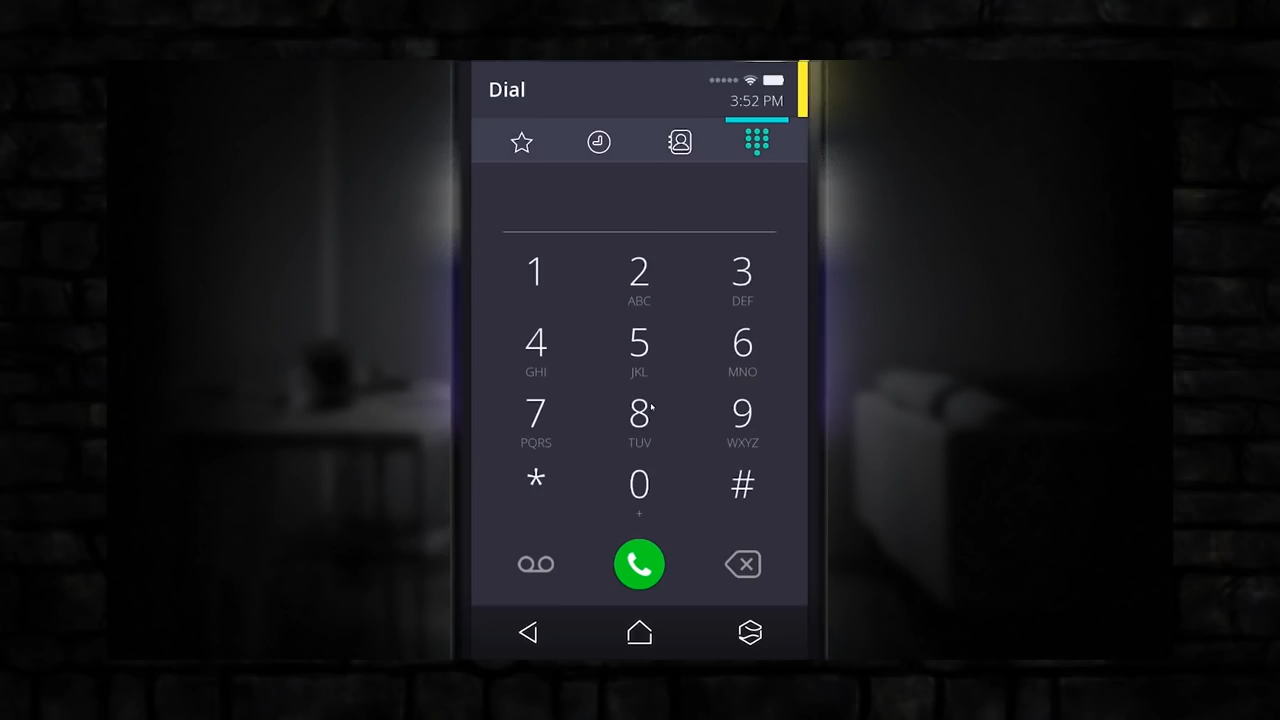 Dial
3:52 PM
1 2 3
ABC DEF
4 5 6
GHI JKL MNO
7 8 9
PQRS TUV WXYZ
* 0 #
+